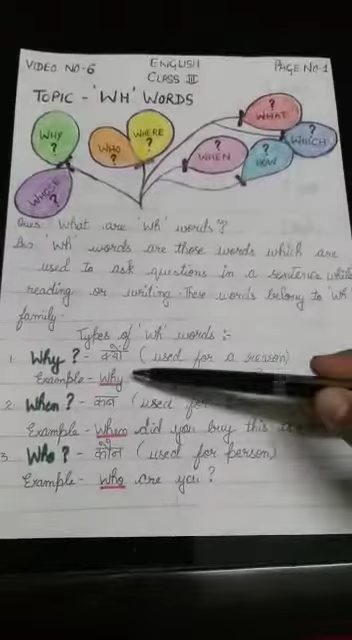 VIDEO NO-6 ENGLISH PAGE NO-1
CLASS III
TOPIC - 'WH' WORDS
WHY ?
WHO ?
WHERE ?
WHAT ?
WHEN ?
HOW ?
WHICH ?
WHOSE ?
Ques: What are 'Wh' words?
Ans 'Wh' words are those words which are
used to ask questions in a sentence while
reading or writing. These words belong to 'Wh'
family.
Types of 'Wh' words :-
1. Why ? - क्यों (used for a reason)
Example - Why
2. When ? - कब (used for
Example - When did you buy this
3. Who ? - कौन (used for person)
Example - Who are you ?